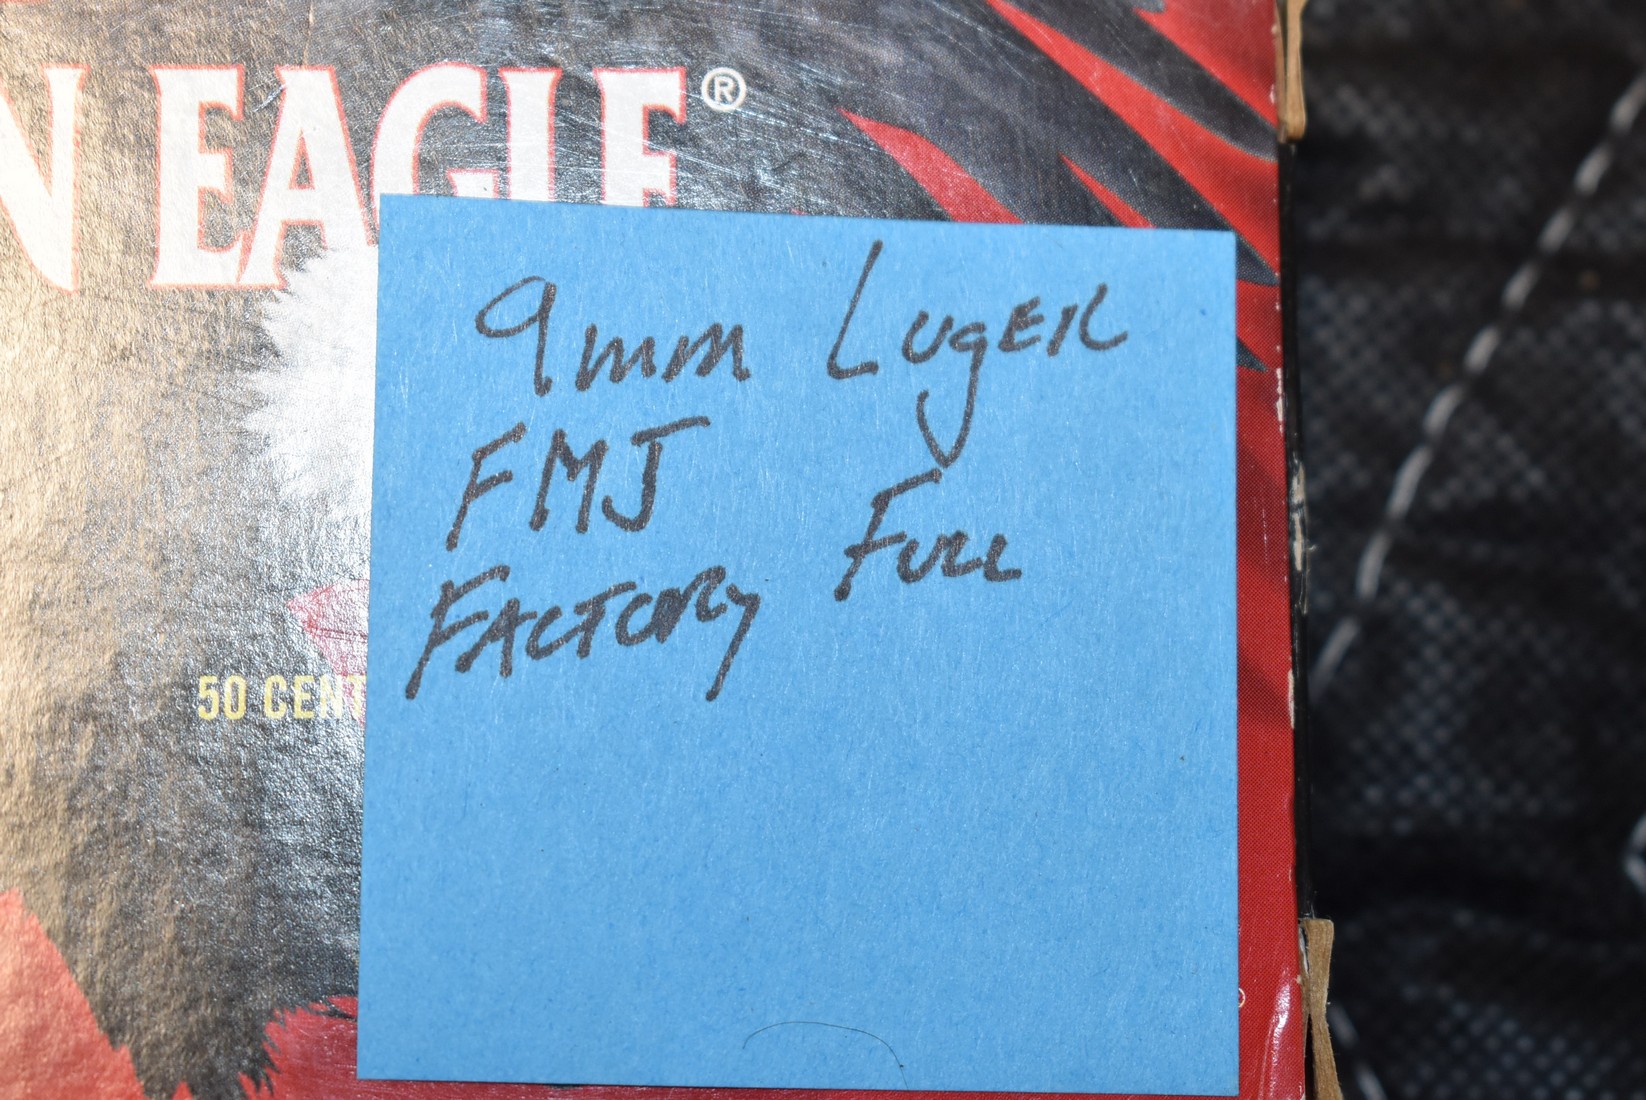 N EAGLE®
9mm Luger
FMJ
Factory Full
50 CENT